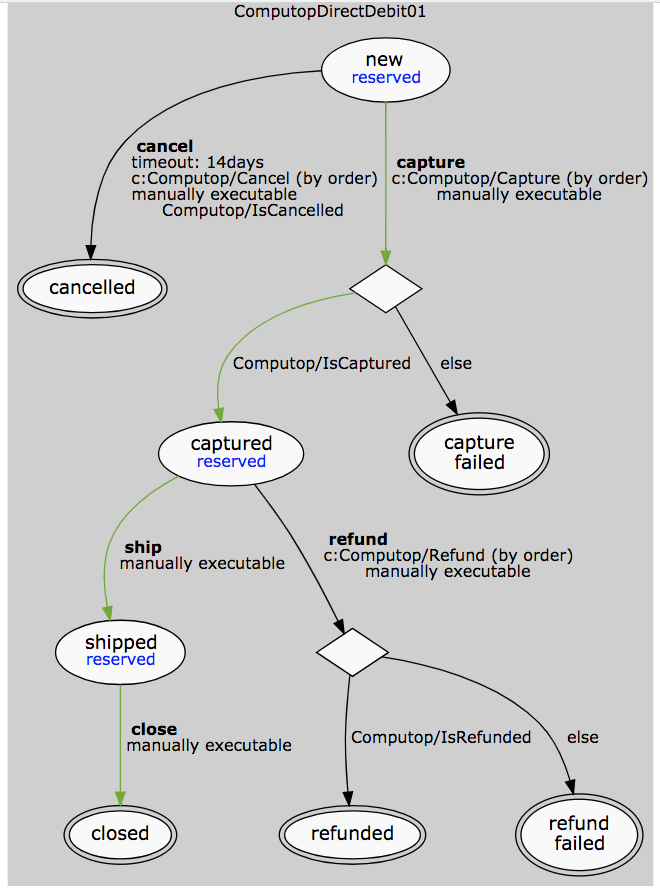 ComputopDirectDebit01
new
reserved
cancel
timeout: 14days
c:Computop/Cancel (by order)
manually executable
Computop/IsCancelled
capture
c:Computop/Capture (by order)
manually executable
cancelled
Computop/IsCaptured
else
captured
reserved
capture
failed
ship
manually executable
refund
c:Computop/Refund (by order)
manually executable
shipped
reserved
close
manually executable
Computop/IsRefunded
else
closed
refunded
refund
failed